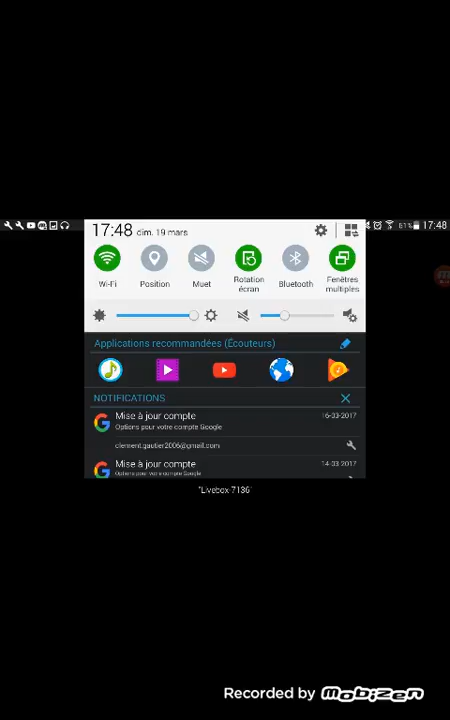 17:48 dim. 19 mars
81% 17:48
Wi-Fi
Position
Muet
Rotation
écran
Bluetooth
Fenêtres
multiples
Applications recommandées (Écouteurs)
NOTIFICATIONS
Mise à jour compte 16-03-2017
Options pour votre compte Google
clement.gautier2006@gmail.com
Mise à jour compte 14-03-2017
Options pour votre compte Google
"Livebox-7136"
Recorded by Mobizen